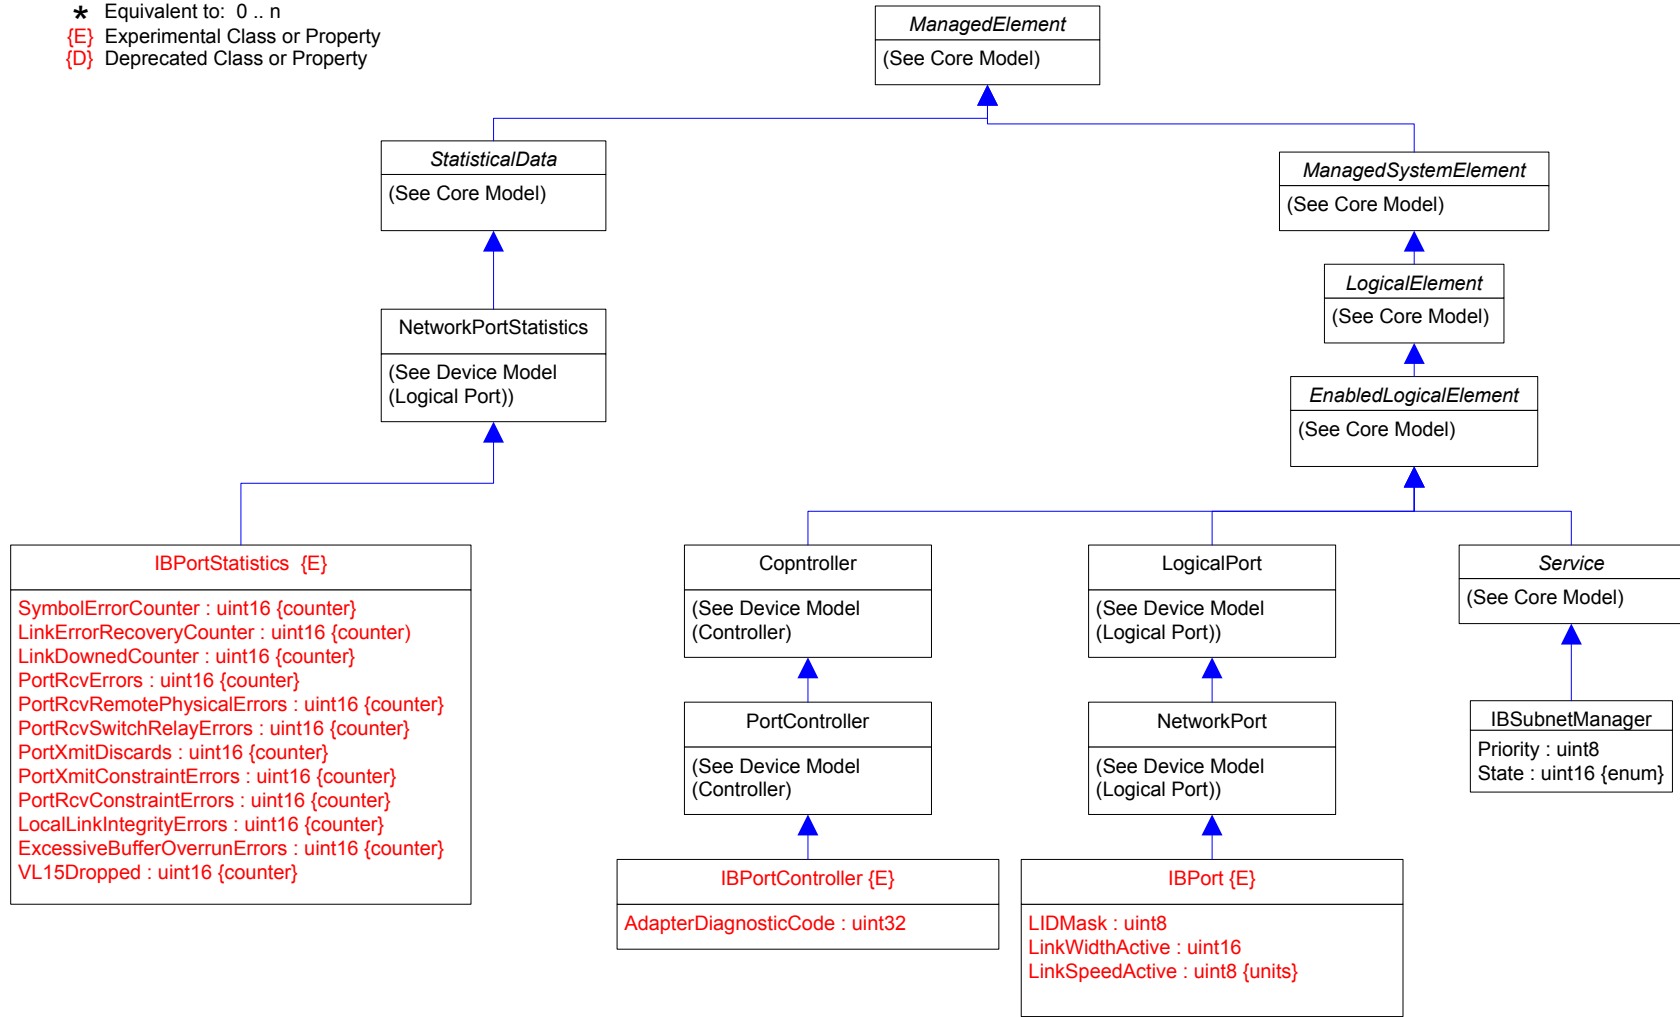 * Equivalent to: 0 .. n
{E} Experimental Class or Property
{D} Deprecated Class or Property
ManagedElement
(See Core Model)
StatisticalData
(See Core Model)
ManagedSystemElement
(See Core Model)
LogicalElement
(See Core Model)
NetworkPortStatistics
(See Device Model
(Logical Port))
EnabledLogicalElement
(See Core Model)
IBPortStatistics {E}
SymbolErrorCounter : uint16 {counter}
LinkErrorRecoveryCounter : uint16 {counter)
LinkDownedCounter : uint16 {counter}
PortRcvErrors : uint16 {counter}
PortRcvRemotePhysicalErrors : uint16 {counter}
PortRcvSwitchRelayErrors : uint16 {counter}
PortXmitDiscards : uint16 {counter}
PortXmitConstraintErrors : uint16 {counter}
PortRcvConstraintErrors : uint16 {counter}
LocalLinkIntegrityErrors : uint16 {counter}
ExcessiveBufferOverrunErrors : uint16 {counter}
VL15Dropped : uint16 {counter}
Copntroller
(See Device Model
(Controller)
PortController
(See Device Model
(Controller)
IBPortController {E}
AdapterDiagnosticCode : uint32
LogicalPort
(See Device Model
(Logical Port))
NetworkPort
(See Device Model
(Logical Port))
IBPort {E}
LIDMask : uint8
LinkWidthActive : uint16
LinkSpeedActive : uint8 {units}
Service
(See Core Model)
IBSubnetManager
Priority : uint8
State : uint16 {enum}